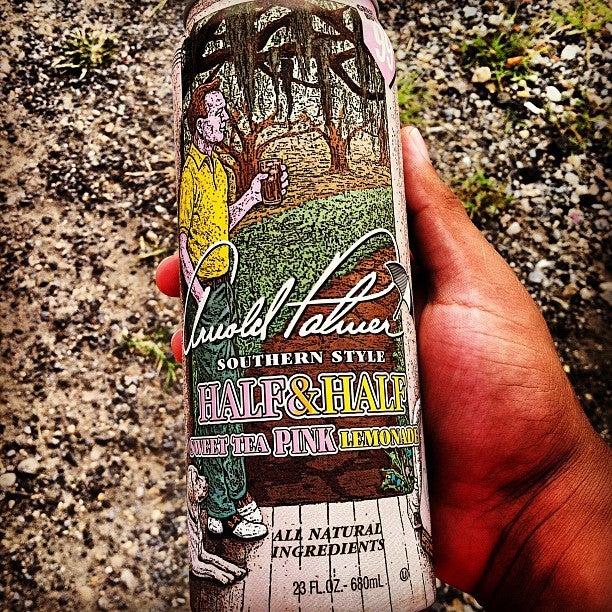 Arnold Palmer
SOUTHERN STYLE
HALF & HALF
SWEET TEA PINK LEMONADE
ALL NATURAL
INGREDIENTS
23 FL.OZ. - 680mL